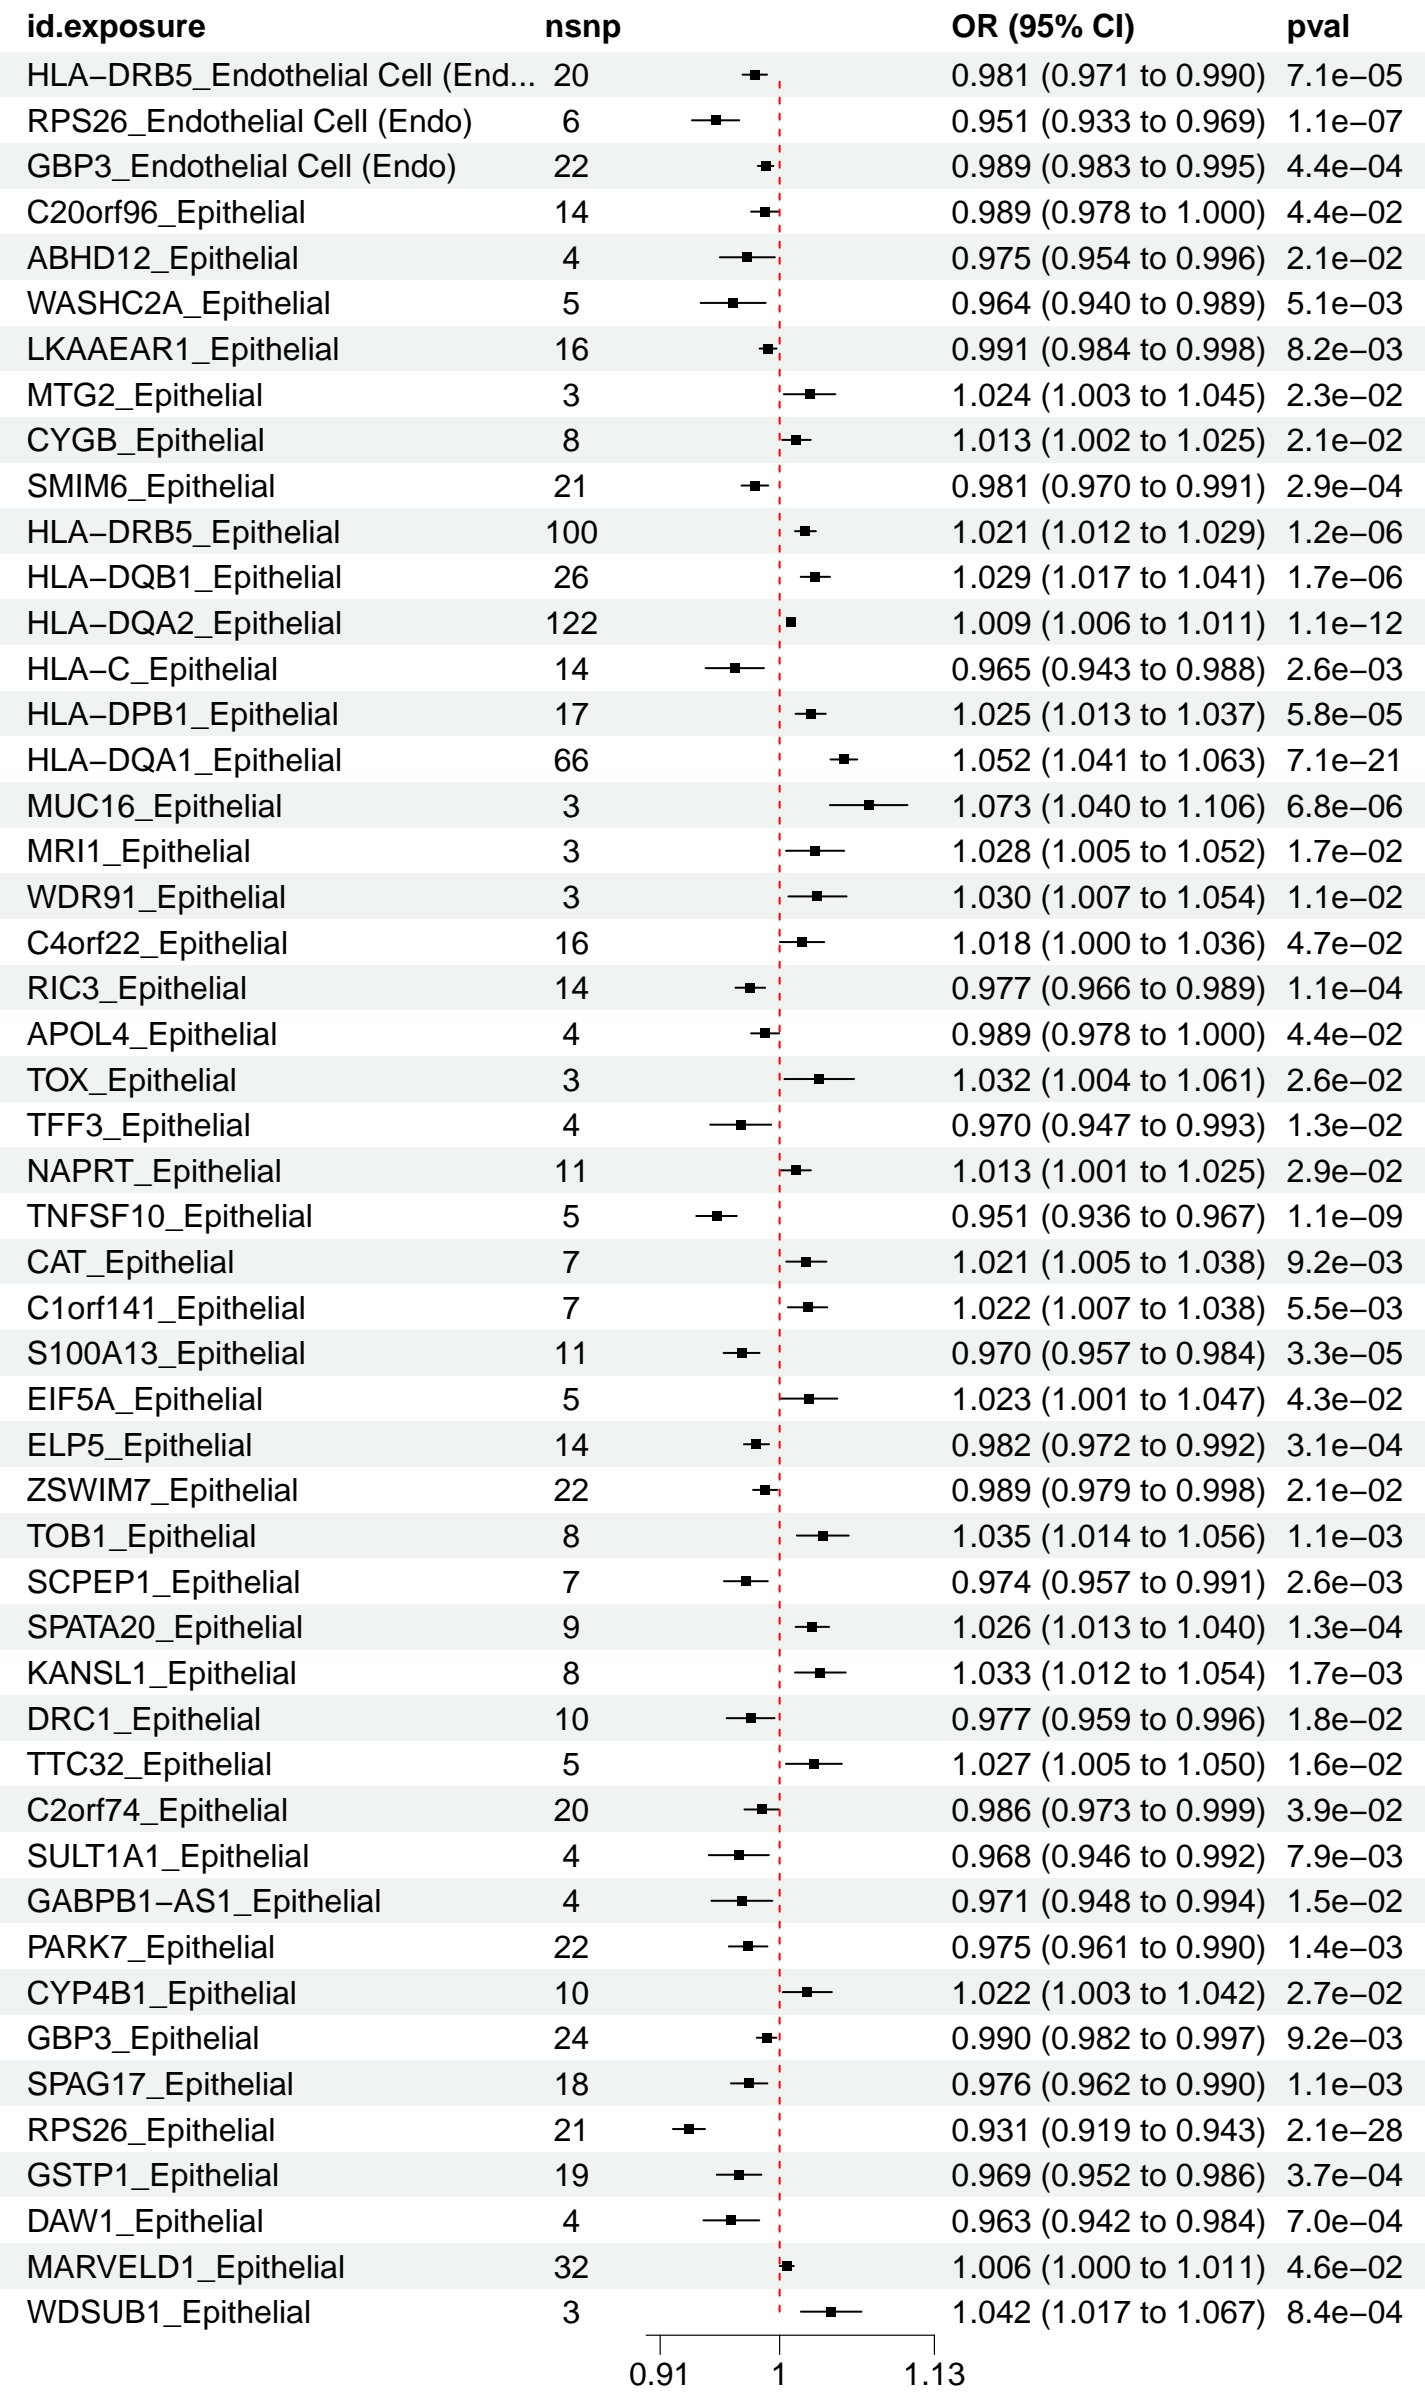 id.exposure nsnp OR (95% CI) pval
HLA−DRB5_Endothelial Cell (End... 20 0.981 (0.971 to 0.990) 7.1e−05
RPS26_Endothelial Cell (Endo) 6 0.951 (0.933 to 0.969) 1.1e−07
GBP3_Endothelial Cell (Endo) 22 0.989 (0.983 to 0.995) 4.4e−04
C20orf96_Epithelial 14 0.989 (0.978 to 1.000) 4.4e−02
ABHD12_Epithelial 4 0.975 (0.954 to 0.996) 2.1e−02
WASHC2A_Epithelial 5 0.964 (0.940 to 0.989) 5.1e−03
LKAAEAR1_Epithelial 16 0.991 (0.984 to 0.998) 8.2e−03
MTG2_Epithelial 3 1.024 (1.003 to 1.045) 2.3e−02
CYGB_Epithelial 8 1.013 (1.002 to 1.025) 2.1e−02
SMIM6_Epithelial 21 0.981 (0.970 to 0.991) 2.9e−04
HLA−DRB5_Epithelial 100 1.021 (1.012 to 1.029) 1.2e−06
HLA−DQB1_Epithelial 26 1.029 (1.017 to 1.041) 1.7e−06
HLA−DQA2_Epithelial 122 1.009 (1.006 to 1.011) 1.1e−12
HLA−C_Epithelial 14 0.965 (0.943 to 0.988) 2.6e−03
HLA−DPB1_Epithelial 17 1.025 (1.013 to 1.037) 5.8e−05
HLA−DQA1_Epithelial 66 1.052 (1.041 to 1.063) 7.1e−21
MUC16_Epithelial 3 1.073 (1.040 to 1.106) 6.8e−06
MRI1_Epithelial 3 1.028 (1.005 to 1.052) 1.7e−02
WDR91_Epithelial 3 1.030 (1.007 to 1.054) 1.1e−02
C4orf22_Epithelial 16 1.018 (1.000 to 1.036) 4.7e−02
RIC3_Epithelial 14 0.977 (0.966 to 0.989) 1.1e−04
APOL4_Epithelial 4 0.989 (0.978 to 1.000) 4.4e−02
TOX_Epithelial 3 1.032 (1.004 to 1.061) 2.6e−02
TFF3_Epithelial 4 0.970 (0.947 to 0.993) 1.3e−02
NAPRT_Epithelial 11 1.013 (1.001 to 1.025) 2.9e−02
TNFSF10_Epithelial 5 0.951 (0.936 to 0.967) 1.1e−09
CAT_Epithelial 7 1.021 (1.005 to 1.038) 9.2e−03
C1orf141_Epithelial 7 1.022 (1.007 to 1.038) 5.5e−03
S100A13_Epithelial 11 0.970 (0.957 to 0.984) 3.3e−05
EIF5A_Epithelial 5 1.023 (1.001 to 1.047) 4.3e−02
ELP5_Epithelial 14 0.982 (0.972 to 0.992) 3.1e−04
ZSWIM7_Epithelial 22 0.989 (0.979 to 0.998) 2.1e−02
TOB1_Epithelial 8 1.035 (1.014 to 1.056) 1.1e−03
SCPEP1_Epithelial 7 0.974 (0.957 to 0.991) 2.6e−03
SPATA20_Epithelial 9 1.026 (1.013 to 1.040) 1.3e−04
KANSL1_Epithelial 8 1.033 (1.012 to 1.054) 1.7e−03
DRC1_Epithelial 10 0.977 (0.959 to 0.996) 1.8e−02
TTC32_Epithelial 5 1.027 (1.005 to 1.050) 1.6e−02
C2orf74_Epithelial 20 0.986 (0.973 to 0.999) 3.9e−02
SULT1A1_Epithelial 4 0.968 (0.946 to 0.992) 7.9e−03
GABPB1−AS1_Epithelial 4 0.971 (0.948 to 0.994) 1.5e−02
PARK7_Epithelial 22 0.975 (0.961 to 0.990) 1.4e−03
CYP4B1_Epithelial 10 1.022 (1.003 to 1.042) 2.7e−02
GBP3_Epithelial 24 0.990 (0.982 to 0.997) 9.2e−03
SPAG17_Epithelial 18 0.976 (0.962 to 0.990) 1.1e−03
RPS26_Epithelial 21 0.931 (0.919 to 0.943) 2.1e−28
GSTP1_Epithelial 19 0.969 (0.952 to 0.986) 3.7e−04
DAW1_Epithelial 4 0.963 (0.942 to 0.984) 7.0e−04
MARVELD1_Epithelial 32 1.006 (1.000 to 1.011) 4.6e−02
WDSUB1_Epithelial 3 1.042 (1.017 to 1.067) 8.4e−04
0.91 1 1.13